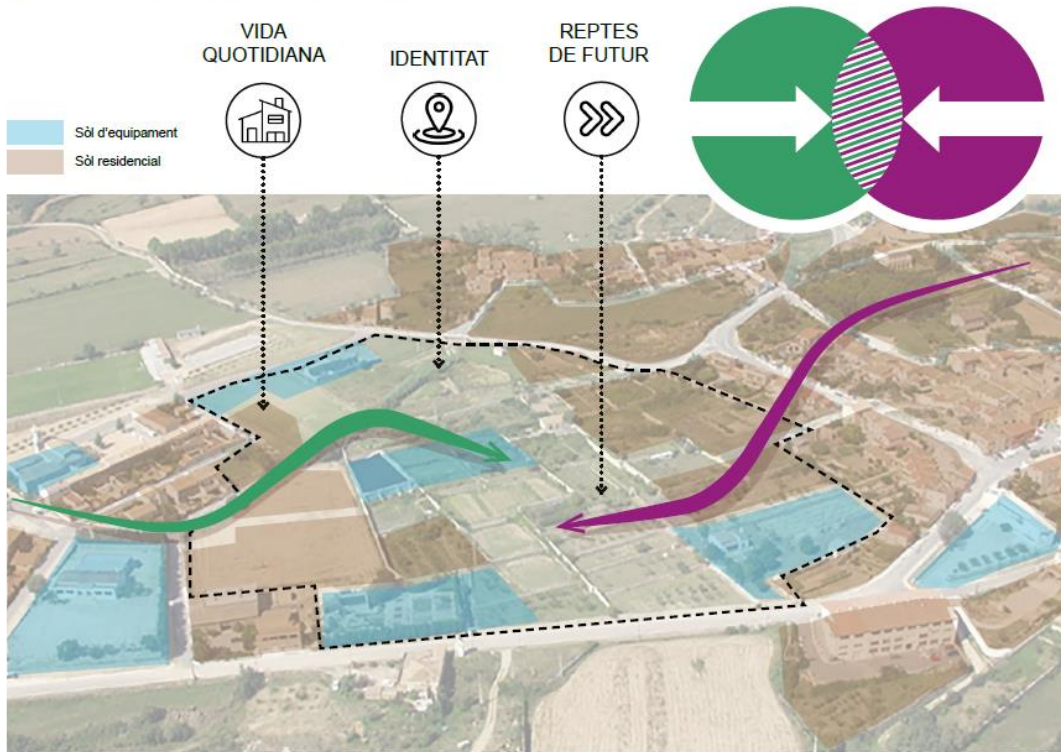 VIDA
QUOTIDIANA
IDENTITAT
REPTES
DE FUTUR
Sòl d'equipament
Sòl residencial